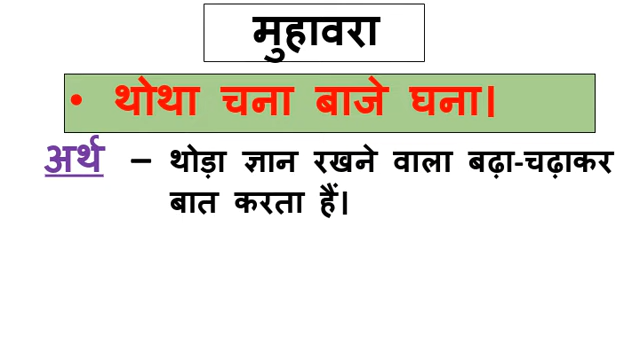 मुहावरा
• थोथा चना बाजे घना।
अर्थ – थोड़ा ज्ञान रखने वाला बढ़ा-चढ़ाकर
बात करता हैं।